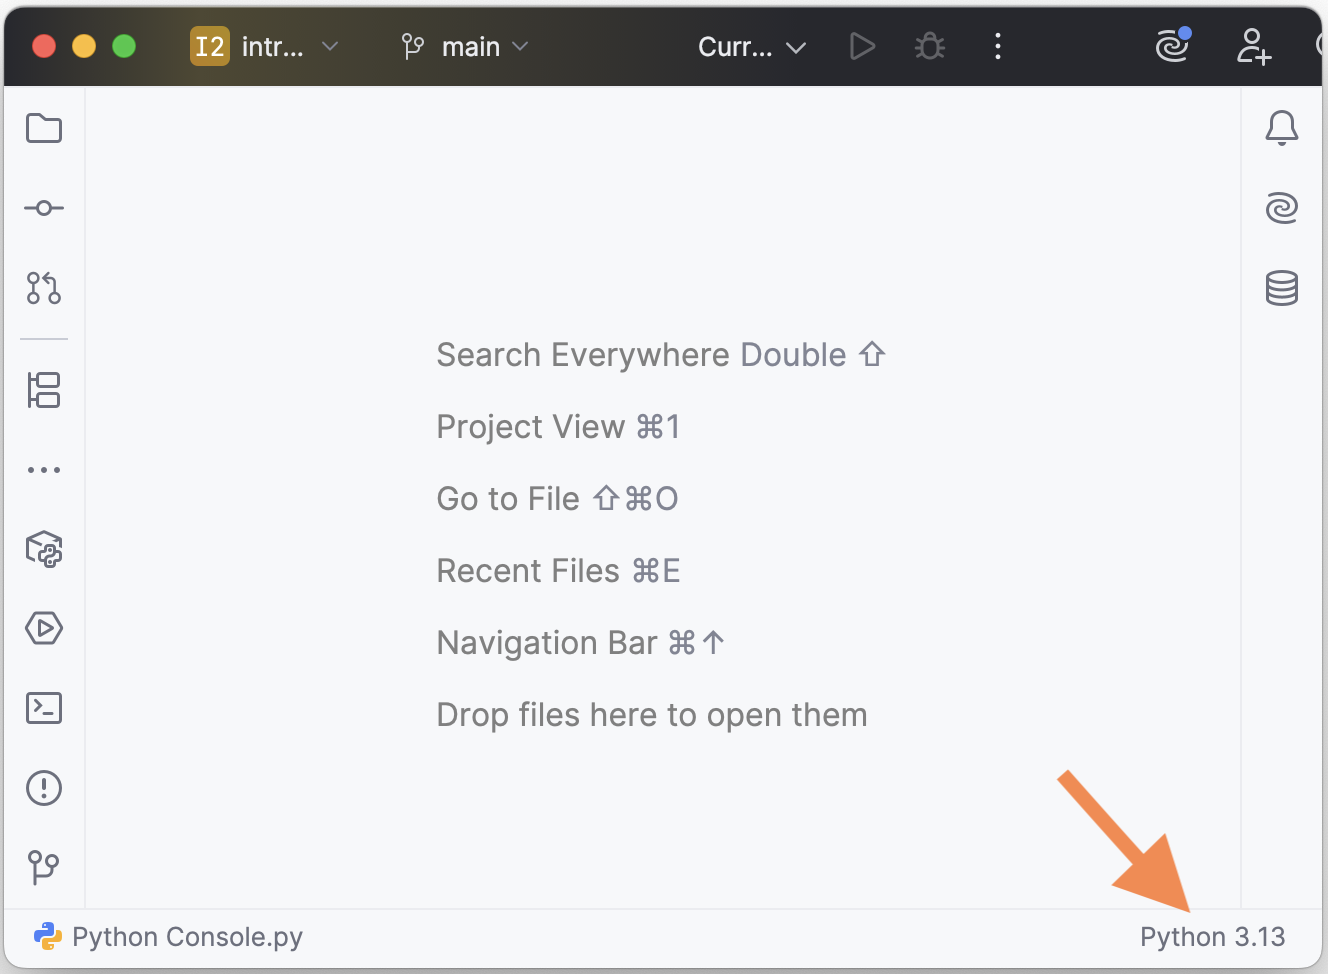 I2 intr... main Curr...
Search Everywhere Double ⇧
Project View ⌘1
Go to File ⇧⌘O
Recent Files ⌘E
Navigation Bar ⌘↑
Drop files here to open them
Python Console.py
Python 3.13